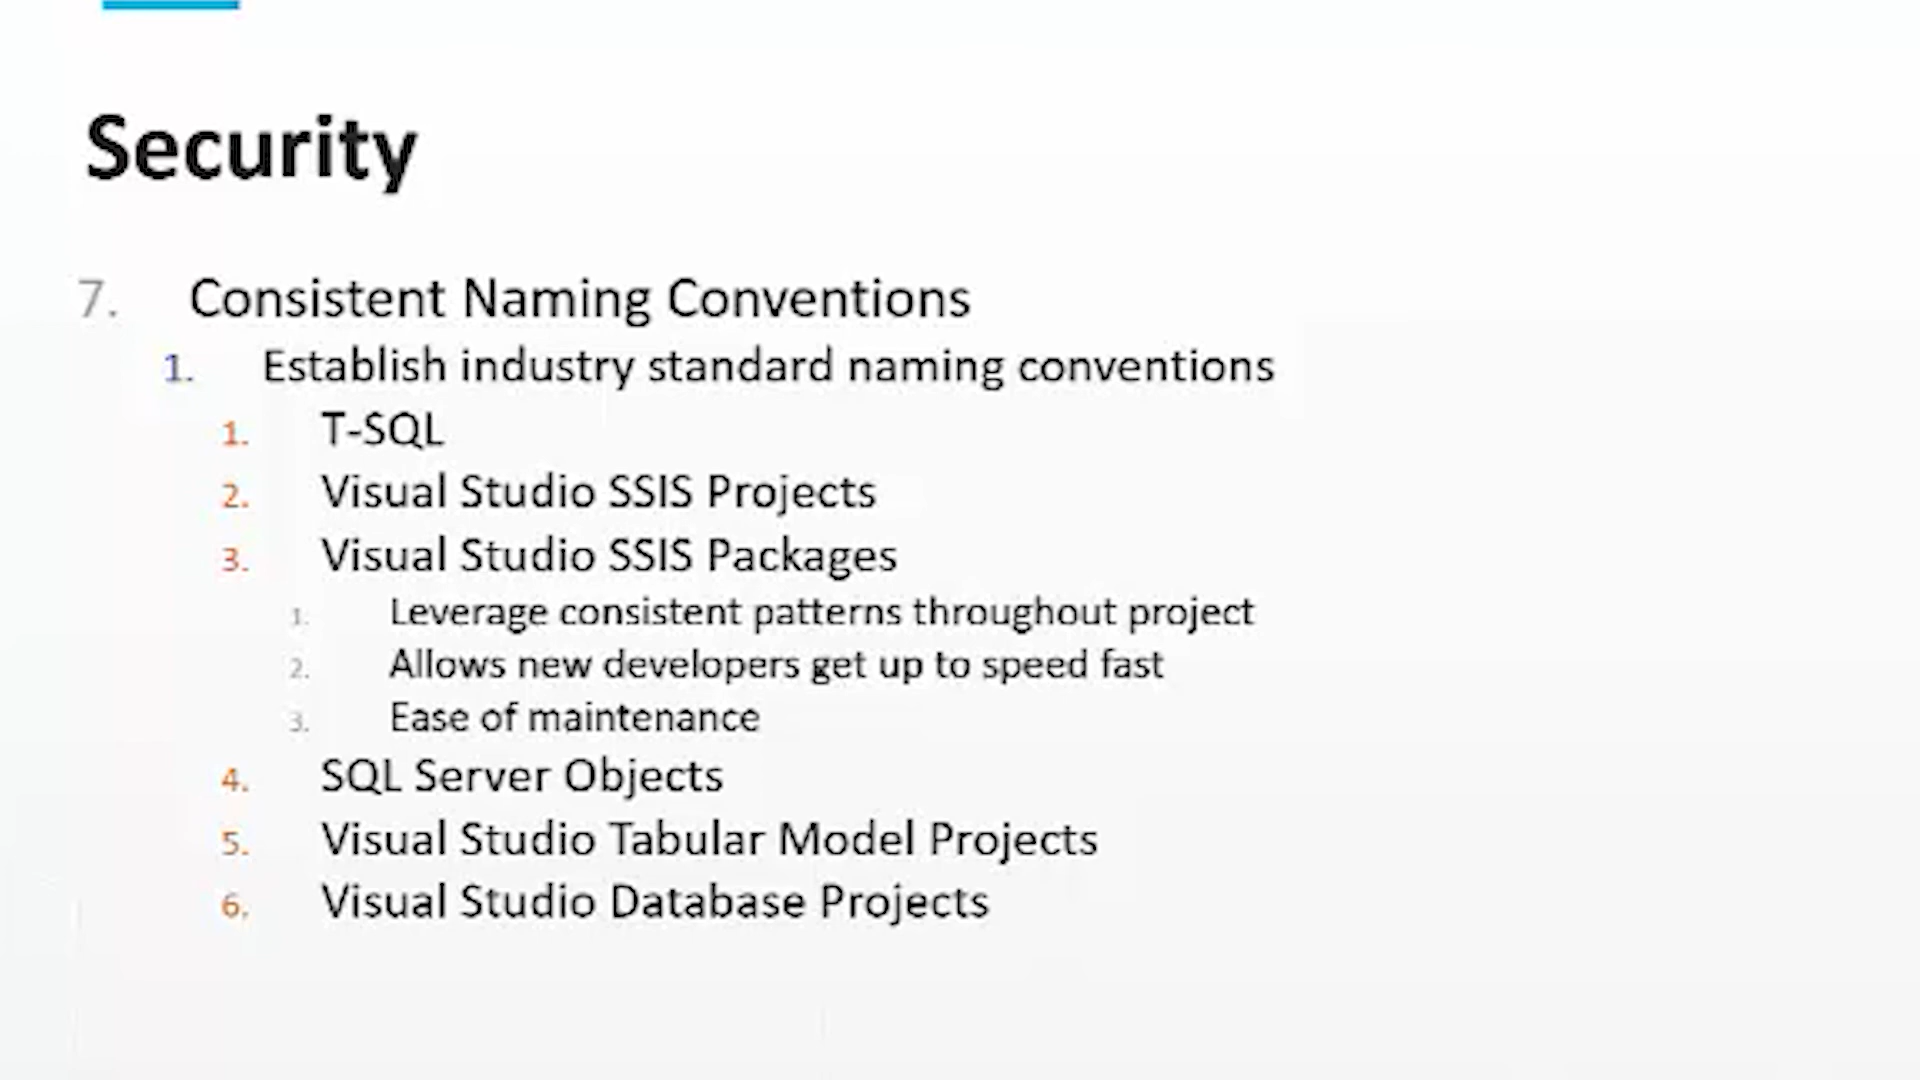 Security
7. Consistent Naming Conventions
1. Establish industry standard naming conventions
1. T-SQL
2. Visual Studio SSIS Projects
3. Visual Studio SSIS Packages
1. Leverage consistent patterns throughout project
2. Allows new developers get up to speed fast
3. Ease of maintenance
4. SQL Server Objects
5. Visual Studio Tabular Model Projects
6. Visual Studio Database Projects